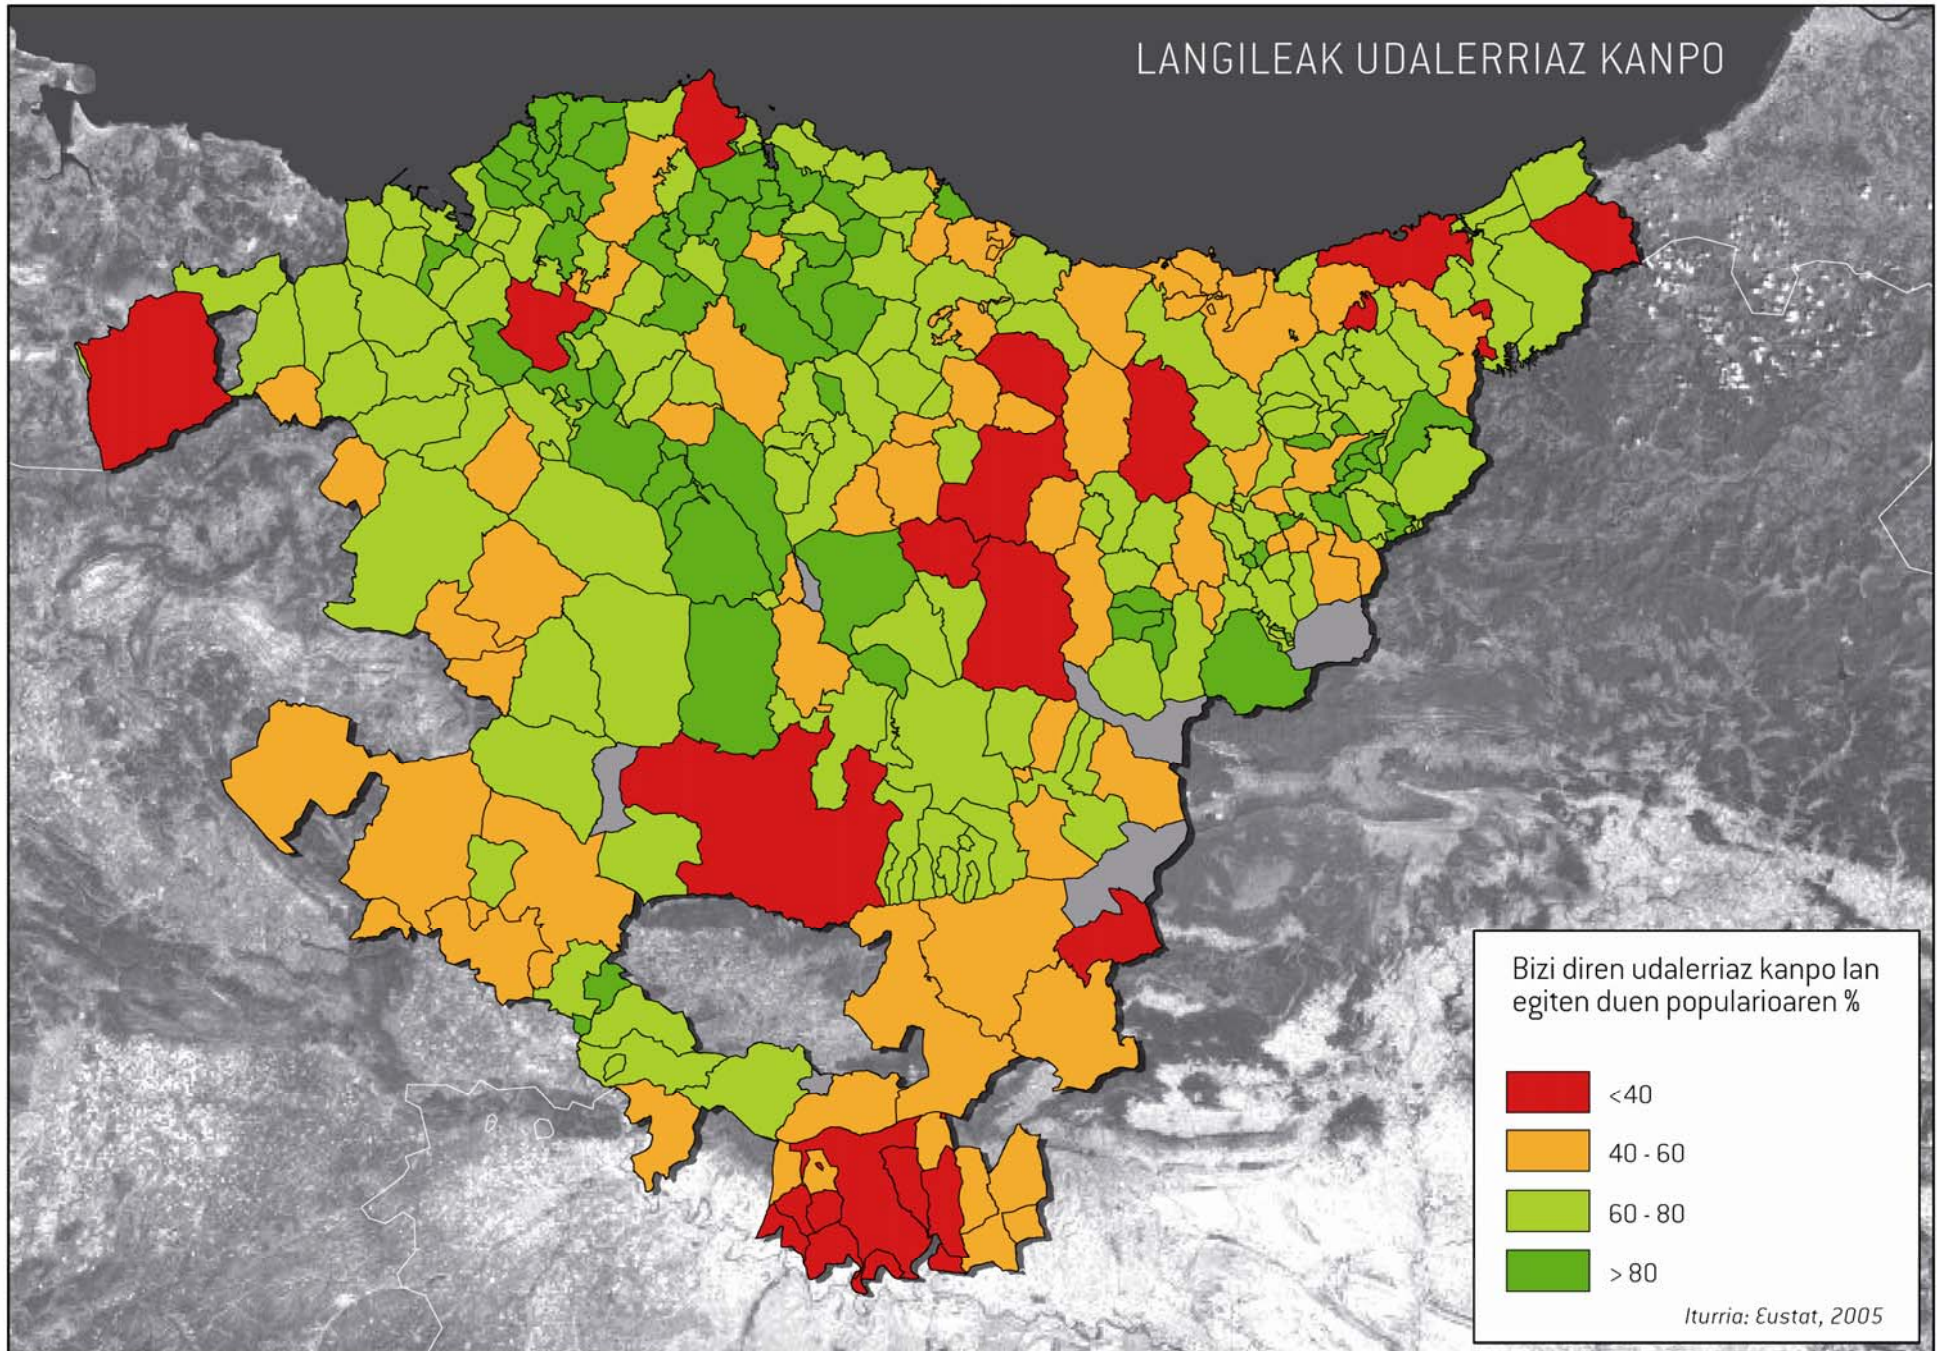 LANGILEAK UDALERRIAZ KANPO
Bizi diren udalerriaz kanpo lan
egiten duen popularioaren %
<40
40 - 60
60 - 80
> 80
Iturria: Eustat, 2005